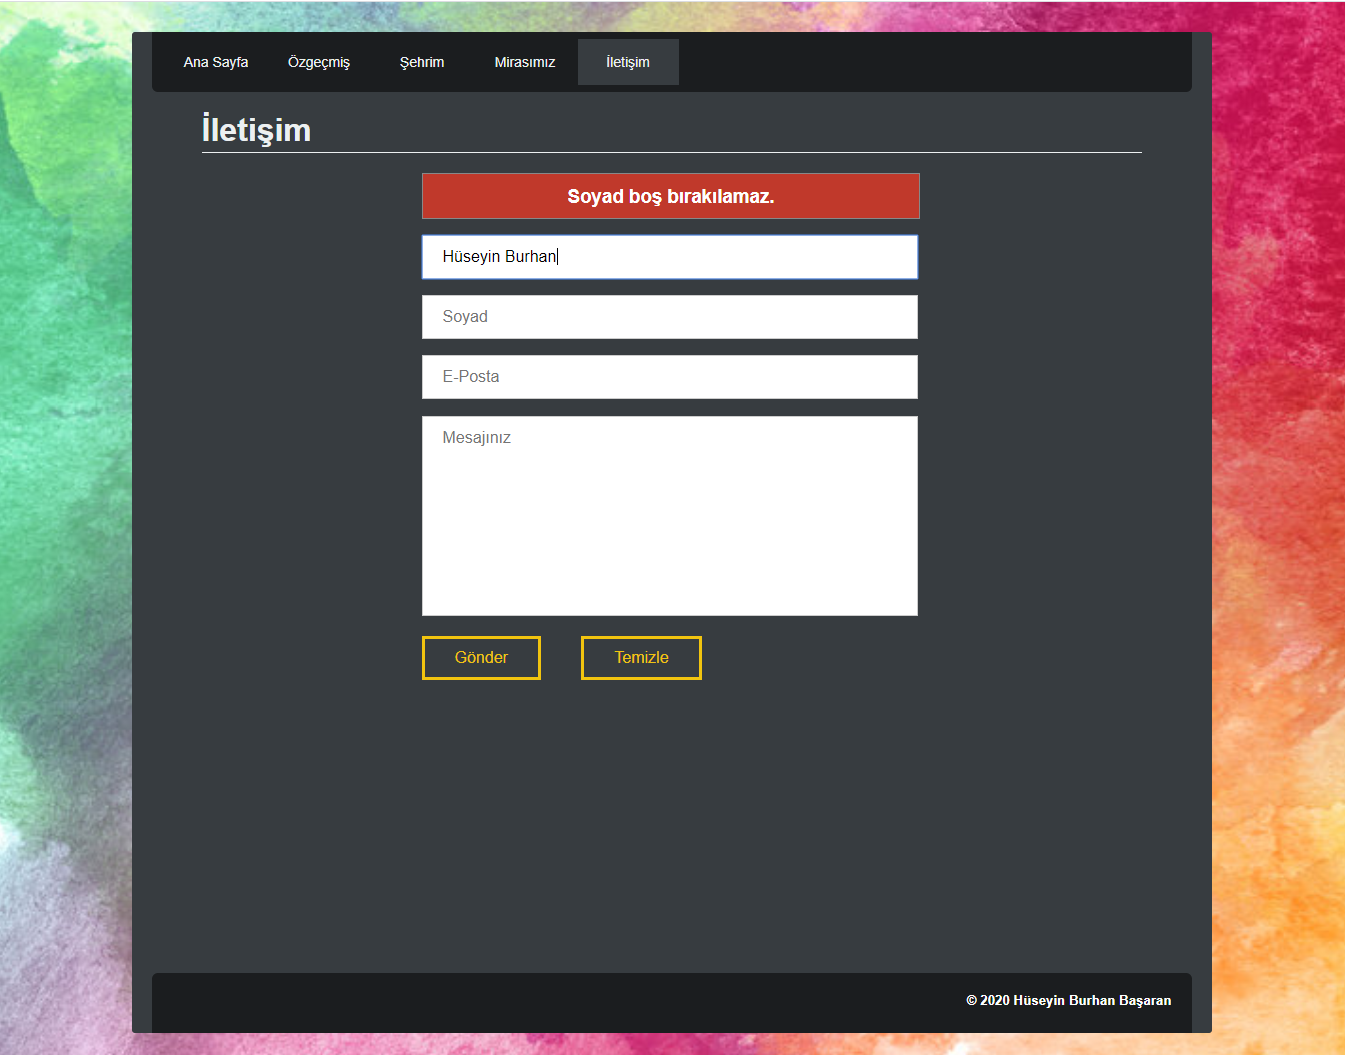 Ana Sayfa Özgeçmiş Şehrim Mirasımız İletişim
İletişim
Soyad boş bırakılamaz.
Hüseyin Burhan
Soyad
E-Posta
Mesajınız
Gönder Temizle
© 2020 Hüseyin Burhan Başaran